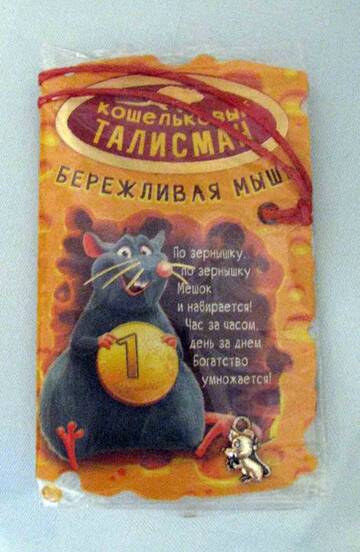 КОШЕЛЬКОВЫЙ
ТАЛИСМАН
БЕРЕЖЛИВАЯ МЫШЬ
По зернышку,
по зернышку
Мешок
и набирается!
Час за часом,
день за днем
Богатство
умножается!
1